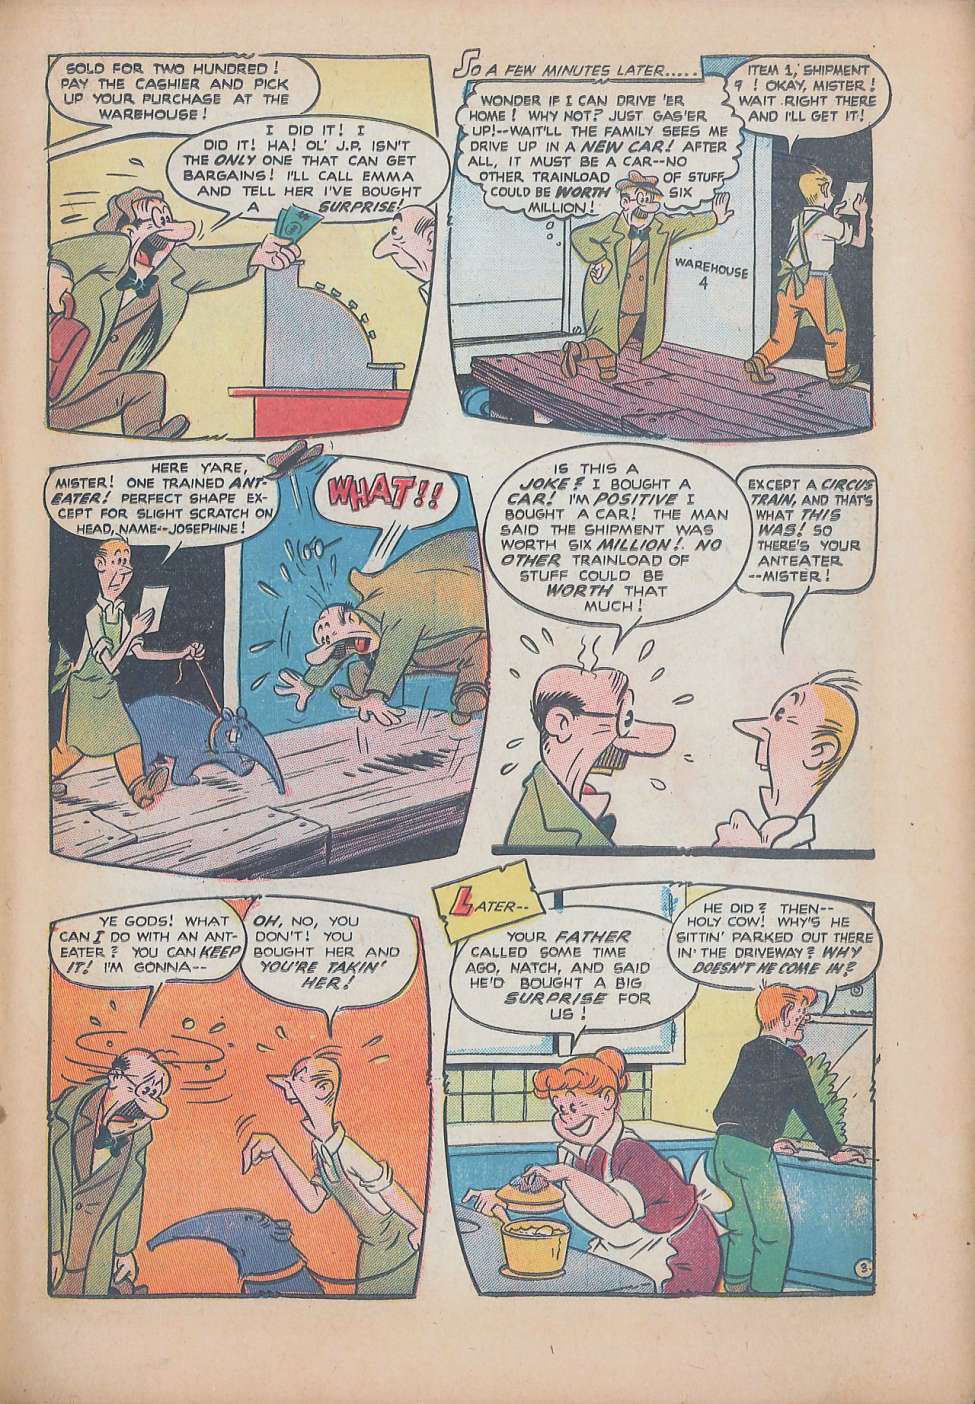 SOLD FOR TWO HUNDRED!
PAY THE CASHIER AND PICK
UP YOUR PURCHASE AT THE
WAREHOUSE!
I DID IT! I
DID IT! HA! OL' J.P. ISN'T
THE ONLY ONE THAT CAN GET
BARGAINS! I'LL CALL EMMA
AND TELL HER I'VE BOUGHT
A SURPRISE!
SO A FEW MINUTES LATER.....
WONDER IF I CAN DRIVE 'ER
HOME! WHY NOT? JUST GAS'ER
UP!--WAIT'LL THE FAMILY SEES ME
DRIVE UP IN A NEW CAR! AFTER
ALL, IT MUST BE A CAR--NO
OTHER TRAINLOAD OF STUFF
COULD BE WORTH SIX
MILLION!
ITEM 1, SHIPMENT
9! OKAY, MISTER!
WAIT RIGHT THERE
AND I'LL GET IT!
WAREHOUSE
4
HERE YARE,
MISTER! ONE TRAINED ANT-
EATER! PERFECT SHAPE EX-
CEPT FOR SLIGHT SCRATCH ON
HEAD, NAME--JOSEPHINE!
WHAT!!
IS THIS A
JOKE? I BOUGHT A
CAR! I'M POSITIVE I
BOUGHT A CAR! THE MAN
SAID THE SHIPMENT WAS
WORTH SIX MILLION! NO
OTHER TRAINLOAD OF
STUFF COULD BE
WORTH THAT
MUCH!
EXCEPT A CIRCUS
TRAIN, AND THAT'S
WHAT THIS
WAS! SO
THERE'S YOUR
ANTEATER
--MISTER!
YE GODS! WHAT
CAN I DO WITH AN ANT-
EATER? YOU CAN KEEP
IT! I'M GONNA--
OH, NO, YOU
DON'T! YOU
BOUGHT HER AND
YOU'RE TAKIN'
HER!
LATER--
YOUR FATHER
CALLED SOME TIME
AGO, NATCH, AND SAID
HE'D BOUGHT A BIG
SURPRISE FOR
US!
HE DID? THEN--
HOLY COW! WHY'S HE
SITTIN' PARKED OUT THERE
IN THE DRIVEWAY? WHY
DOESN'T HE COME IN?
3.